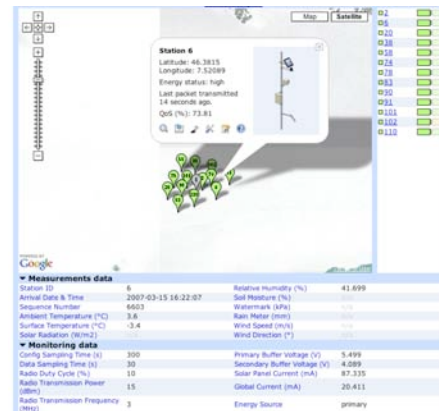 Map
Satellite
Station 6
Latitude: 46.3815
Longitude: 7.52089
Energy status: high
Last packet transmitted
14 seconds ago.
QoS (%): 73.81
2
6
20
38
58
74
78
83
90
91
101
102
110
POWERED BY
Google
Measurements data
Station ID 6 Relative Humidity (%) 41.699
Arrival Date & Time 2007-03-15 16:22:07 Soil Moisture (%)
Sequence Number 6603 Watermark (kPa)
Ambient Temperature (°C) 3.6 Rain Meter (mm)
Surface Temperature (°C) -3.4 Wind Speed (m/s)
Solar Radiation (W/m2) Wind Direction (°)
Monitoring data
Config Sampling Time (s) 300 Primary Buffer Voltage (V) 5.499
Data Sampling Time (s) 30 Secondary Buffer Voltage (V) 4.089
Radio Duty Cycle (%) 10 Solar Panel Current (mA) 87.335
Radio Transmission Power
(dBm) 15 Global Current (mA) 20.411
Radio Transmission Frequency
(MHz) 3 Energy Source primary